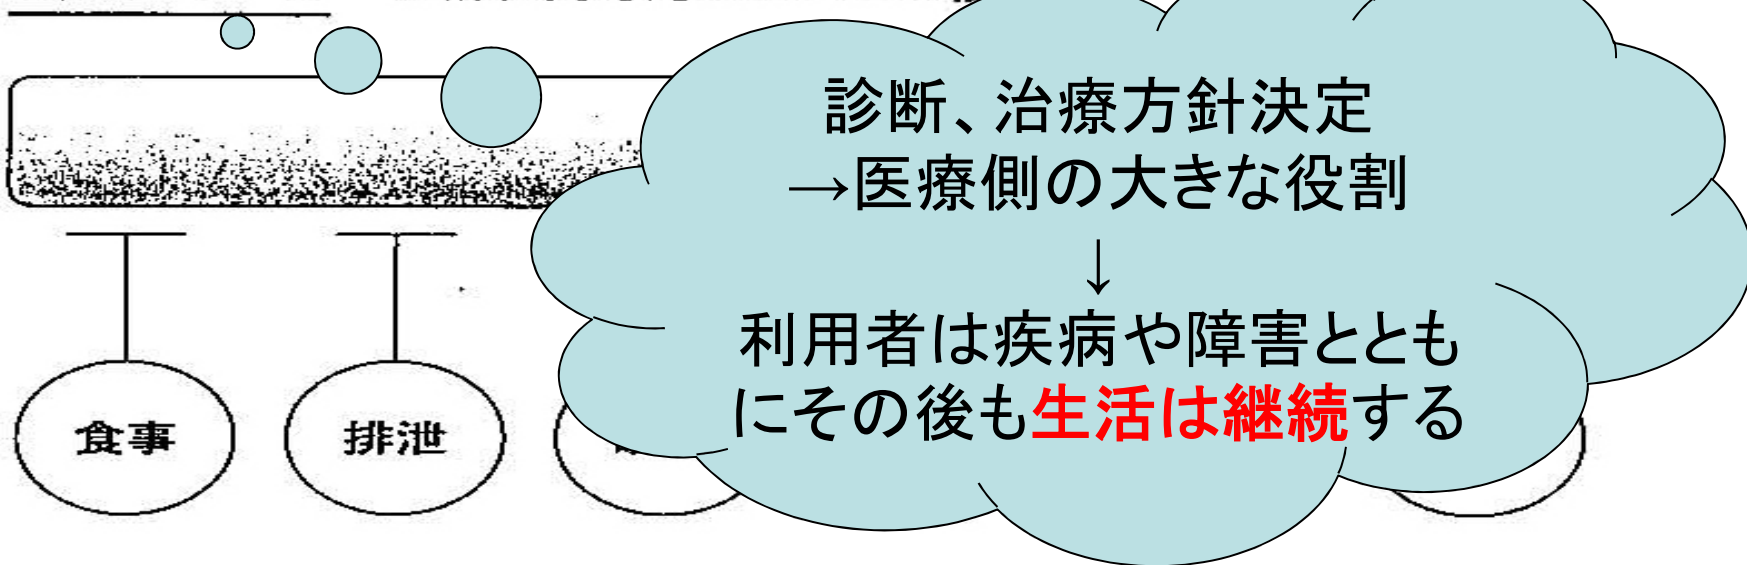 診断、治療方針決定
→医療側の大きな役割
↓
利用者は疾病や障害ととも
にその後も生活は継続する
食事
排泄